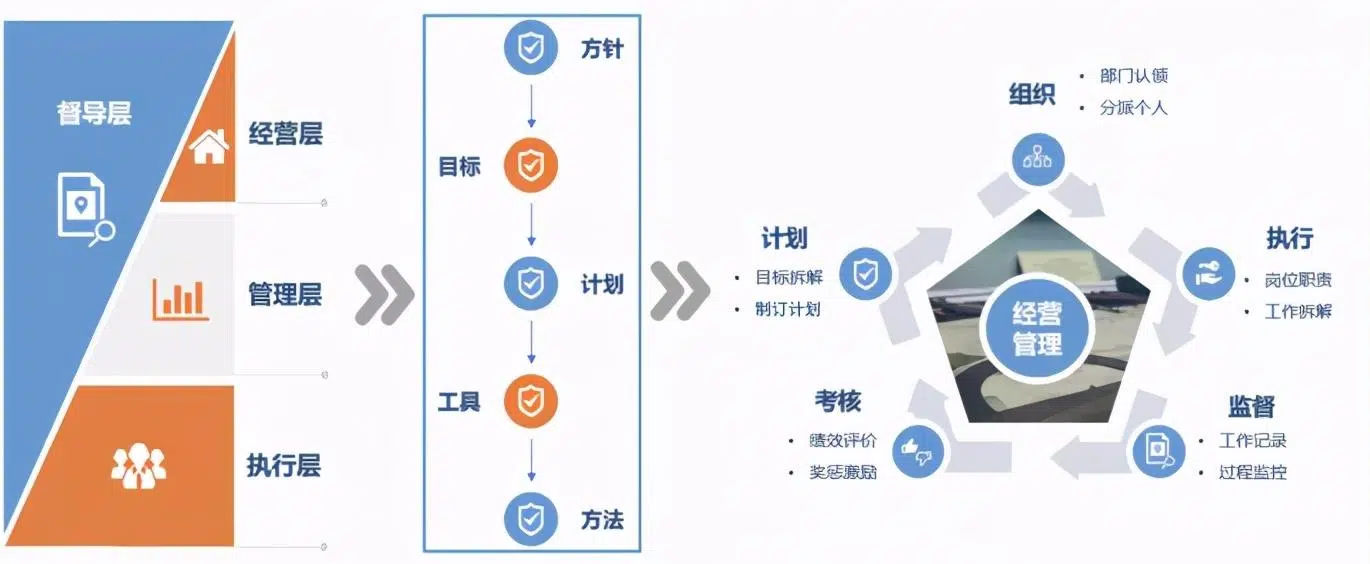 督导层
经营层
管理层
执行层
方针
目标
计划
工具
方法
组织
部门认领
分派个人
计划
目标拆解
制订计划
执行
岗位职责
工作拆解
经营
管理
考核
绩效评价
奖惩激励
监督
工作记录
过程监控